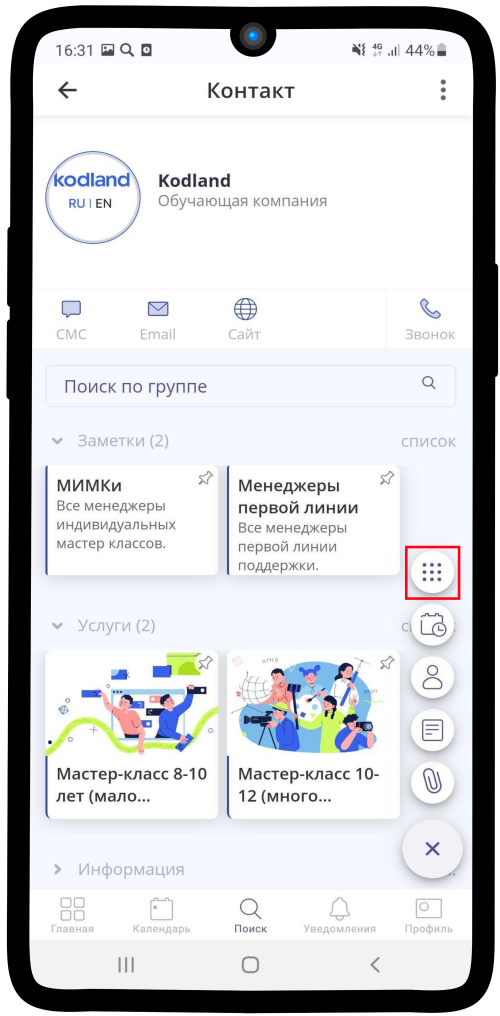 16:31 4G 44%
Контакт
kodland
RU | EN
Kodland
Обучающая компания
СМС Email Сайт Звонок
Поиск по группе
Заметки (2) список
МИМКи
Все менеджеры
индивидуальных
мастер классов.
Менеджеры
первой линии
Все менеджеры
первой линии
поддержки.
Услуги (2)
Мастер-класс 8-10
лет (мало...
Мастер-класс 10-
12 (много...
Информация
Главная Календарь Поиск Уведомления Профиль